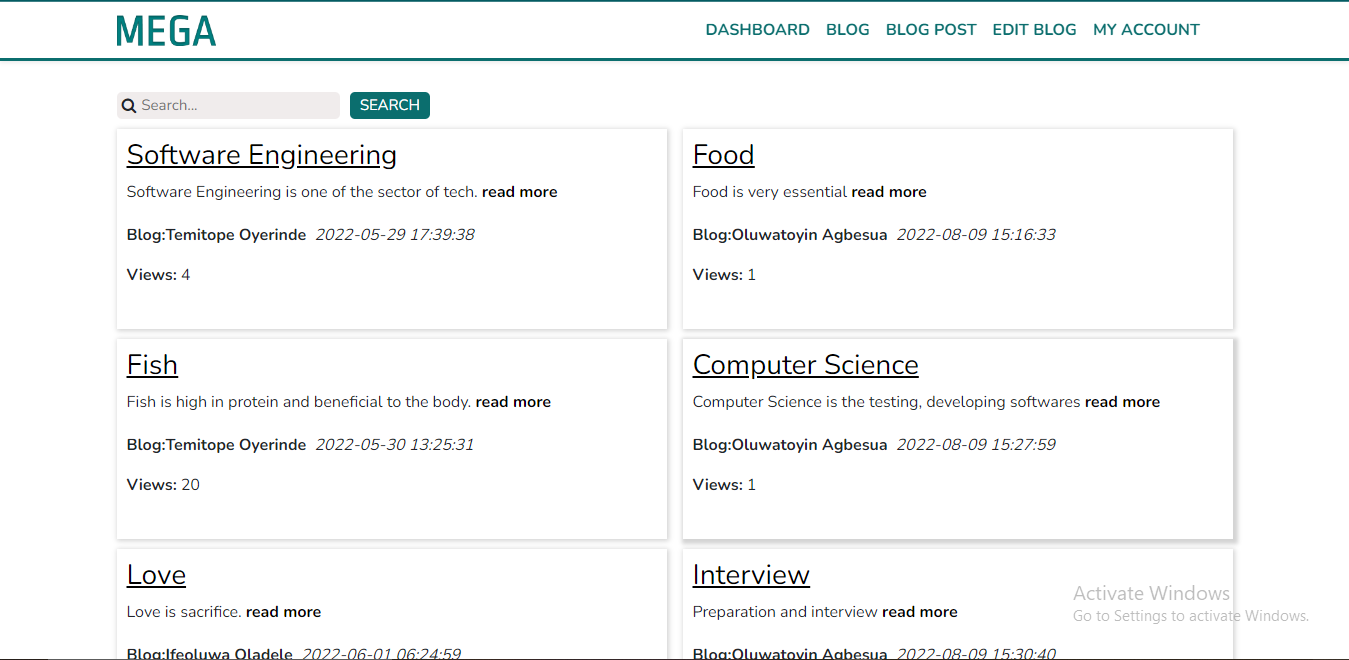 MEGA
DASHBOARD BLOG BLOG POST EDIT BLOG MY ACCOUNT
Search...
SEARCH
Software Engineering
Software Engineering is one of the sector of tech. read more
Blog:Temitope Oyerinde 2022-05-29 17:39:38
Views: 4
Food
Food is very essential read more
Blog:Oluwatoyin Agbesua 2022-08-09 15:16:33
Views: 1
Fish
Fish is high in protein and beneficial to the body. read more
Blog:Temitope Oyerinde 2022-05-30 13:25:31
Views: 20
Computer Science
Computer Science is the testing, developing softwares read more
Blog:Oluwatoyin Agbesua 2022-08-09 15:27:59
Views: 1
Love
Love is sacrifice. read more
Blog:Ifeoluwa Oladele 2022-06-01 06:24:59
Interview
Preparation and interview read more
Blog:Oluwatoyin Agbesua 2022-08-09 15:30:40
Activate Windows
Go to Settings to activate Windows.